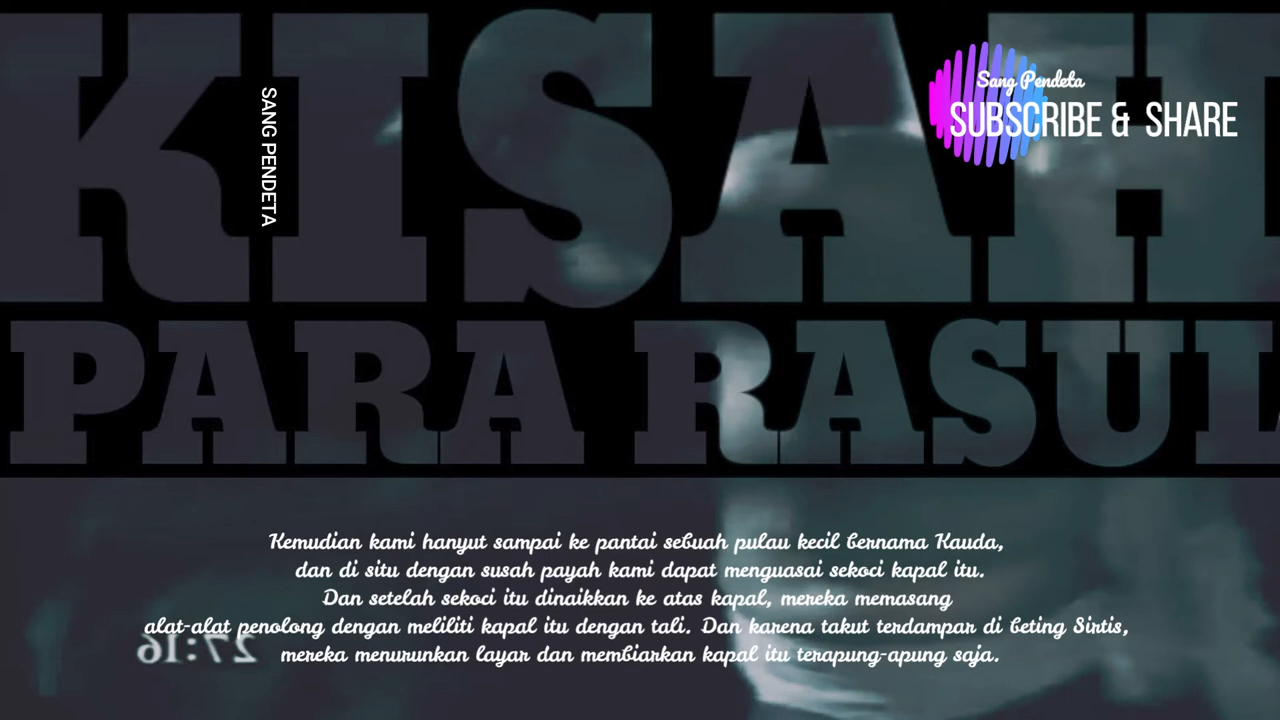 KISAH
PARA RASUL
SANG PENDETA
Sang Pendeta
SUBSCRIBE & SHARE
Kemudian kami hanyut sampai ke pantai sebuah pulau kecil bernama Kauda,
dan di situ dengan susah payah kami dapat menguasai sekoci kapal itu.
Dan setelah sekoci itu dinaikkan ke atas kapal, mereka memasang
alat-alat penolong dengan meliliti kapal itu dengan tali. Dan karena takut terdampar di beting Sirtis,
mereka menurunkan layar dan membiarkan kapal itu terapung-apung saja.
27:16